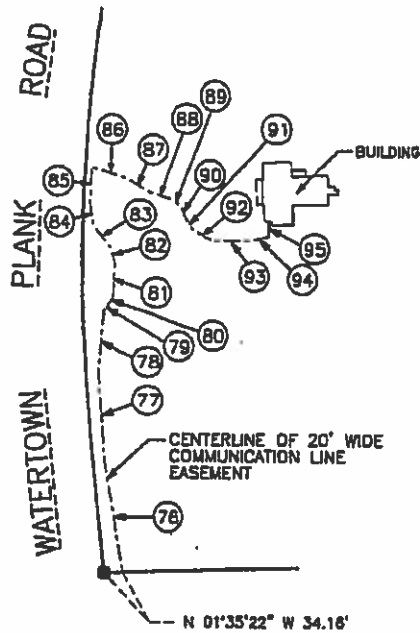 ROAD
89
88
87
86
91
90
BUILDING
85
92
84
83
95
PLANK
82
93
94
81
80
79
78
77
CENTERLINE OF 20' WIDE
COMMUNICATION LINE
EASEMENT
WATERTOWN
76
N 01°35'22" W 34.16'